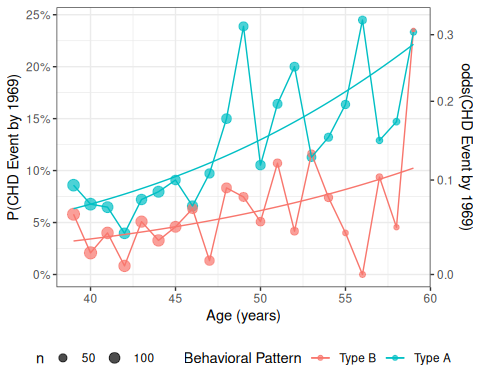 25%
20%
15%
10%
5%
0%
P(CHD Event by 1969)
0.3
0.2
0.1
0.0
odds(CHD Event by 1969)
40 45 50 55 60
Age (years)
n 50 100 Behavioral Pattern Type B Type A